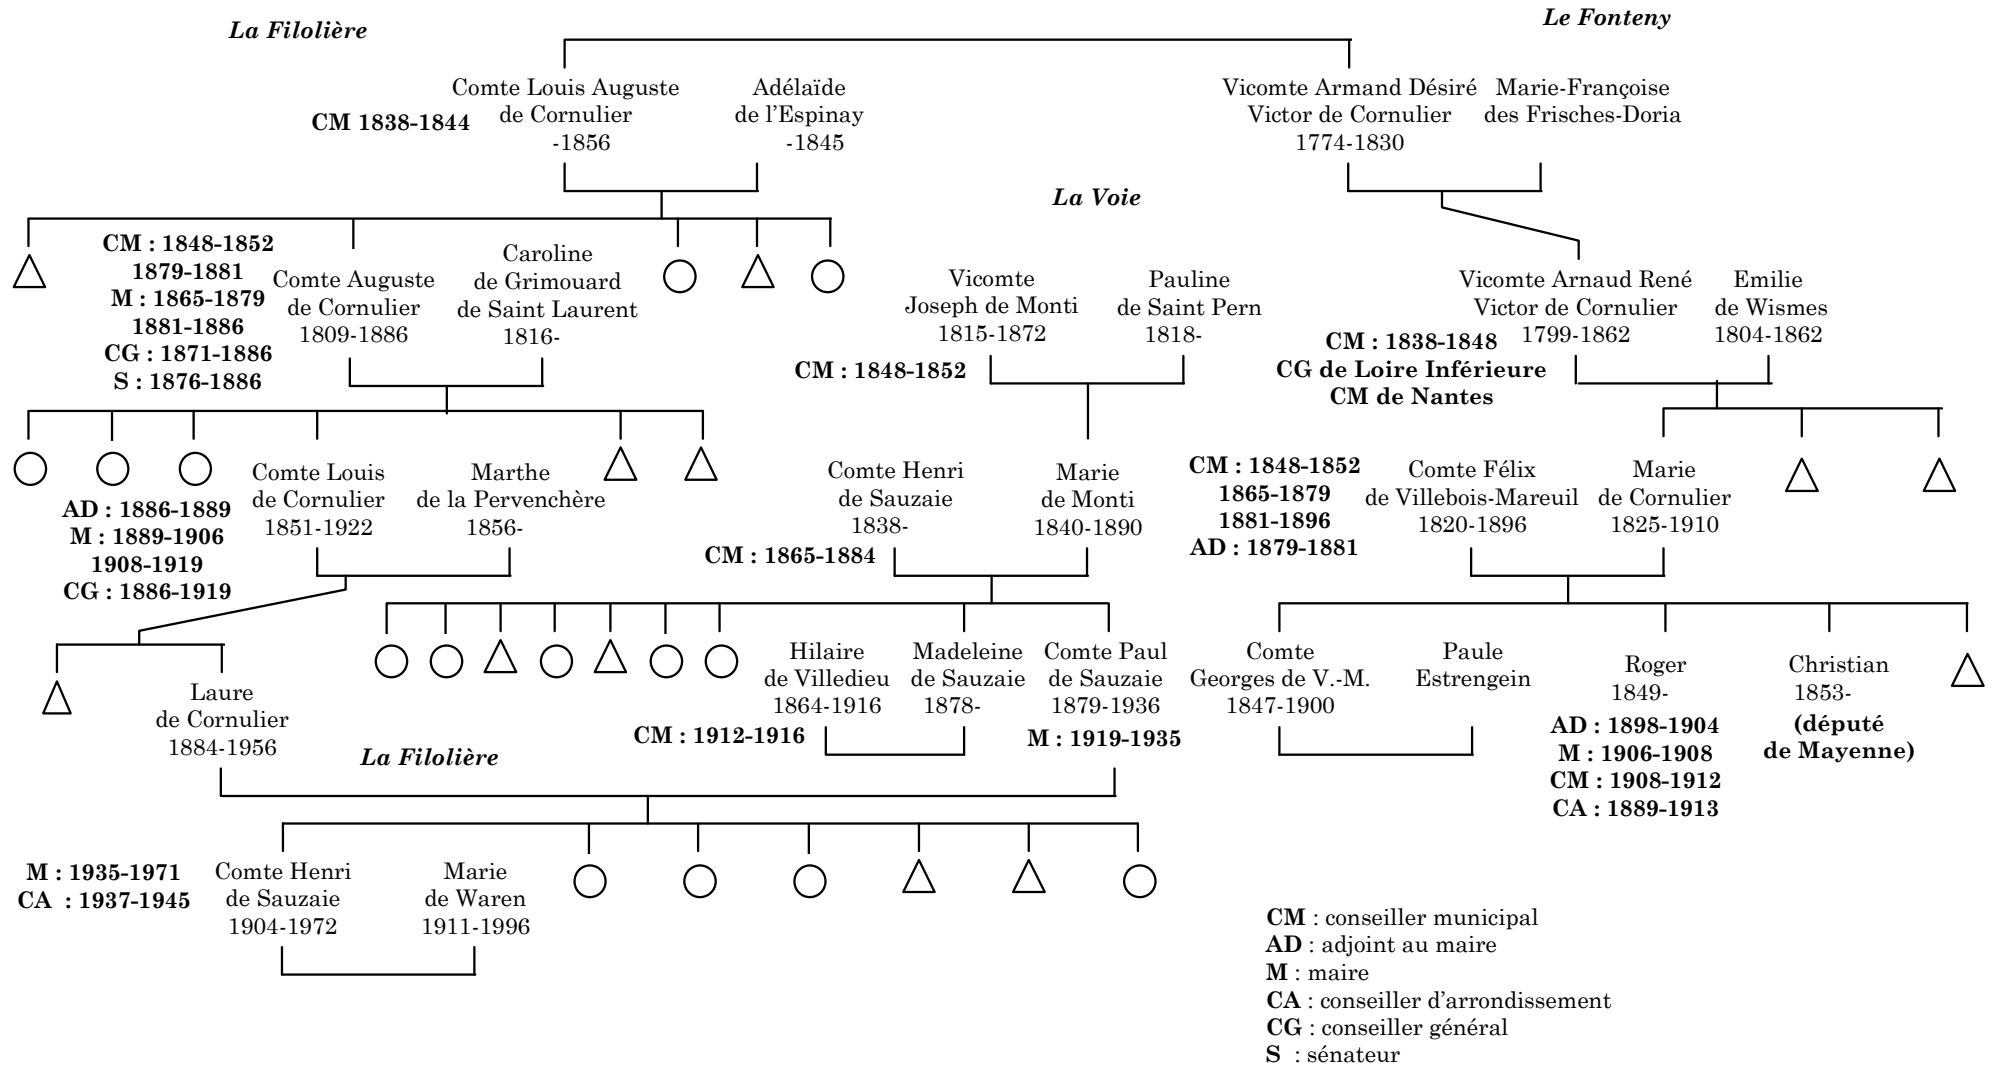 La Filolière
Le Fonteny
Comte Louis Auguste
de Cornulier
-1856
CM 1838-1844
Adélaïde
de l'Espinay
-1845
Vicomte Armand Désiré
Victor de Cornulier
1774-1830
Marie-Françoise
des Frisches-Doria
La Voie
CM : 1848-1852
1879-1881
M : 1865-1879
1881-1886
CG : 1871-1886
S : 1876-1886
Comte Auguste
de Cornulier
1809-1886
Caroline
de Grimouard
de Saint Laurent
1816-
Vicomte
Joseph de Monti
1815-1872
CM : 1848-1852
Pauline
de Saint Pern
1818-
Vicomte Arnaud René
Victor de Cornulier
1799-1862
CM : 1838-1848
CG de Loire Inférieure
CM de Nantes
Emilie
de Wismes
1804-1862
AD : 1886-1889
M : 1889-1906
1908-1919
CG : 1886-1919
Comte Louis
de Cornulier
1851-1922
Marthe
de la Pervenchère
1856-
Comte Henri
de Sauzaie
1838-
CM : 1865-1884
Marie
de Monti
1840-1890
CM : 1848-1852
1865-1879
1881-1896
AD : 1879-1881
Comte Félix
de Villebois-Mareuil
1820-1896
Marie
de Cornulier
1825-1910
Laure
de Cornulier
1884-1956
Hilaire
de Villedieu
1864-1916
CM : 1912-1916
Madeleine
de Sauzaie
1878-
Comte Paul
de Sauzaie
1879-1936
M : 1919-1935
Comte
Georges de V.-M.
1847-1900
Paule
Estrengein
Roger
1849-
AD : 1898-1904
M : 1906-1908
CM : 1908-1912
CA : 1889-1913
Christian
1853-
(député
de Mayenne)
La Filolière
M : 1935-1971
CA : 1937-1945
Comte Henri
de Sauzaie
1904-1972
Marie
de Waren
1911-1996
CM : conseiller municipal
AD : adjoint au maire
M : maire
CA : conseiller d'arrondissement
CG : conseiller général
S : sénateur